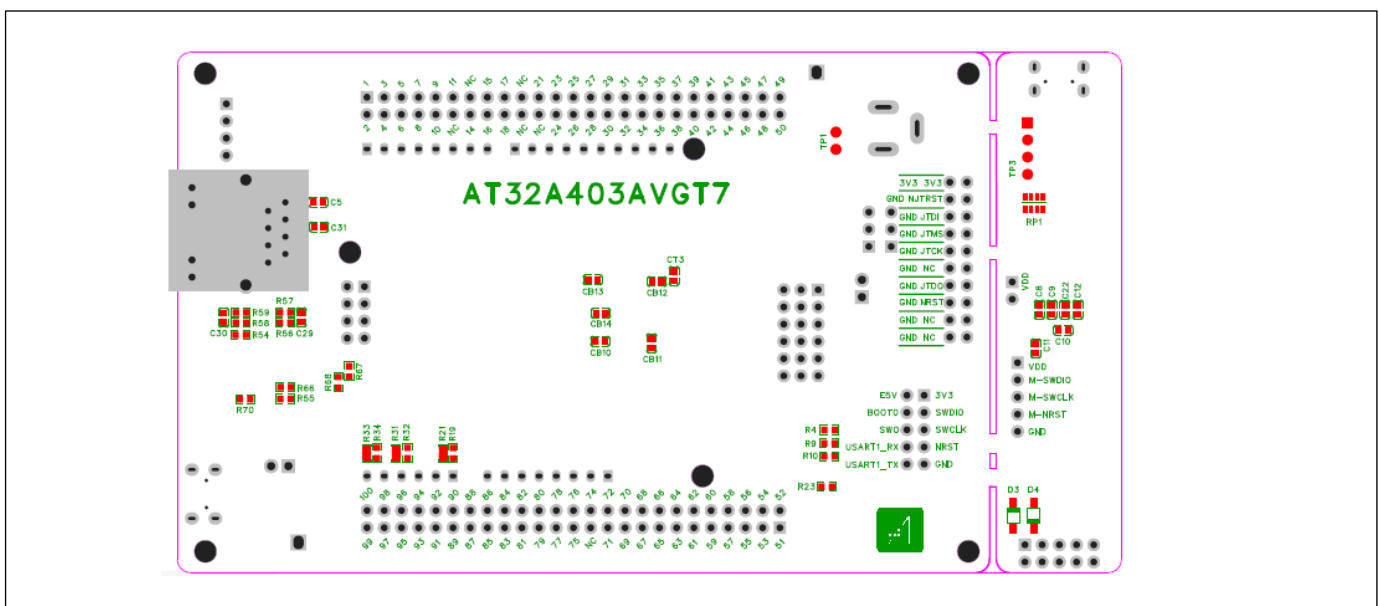 1 3 5 7 9 11 NC 15 17 NC 21 23 25 27 29 31 33 35 37 39 41 43 45 47 49
2 4 6 8 10 NC 14 16 18 NC NC 24 26 28 30 32 34 36 38 40 42 44 46 48 50
TP1
TP3
AT32A403AVGT7
3V3 3V3
GND NJTRST
GND JTDI
GND JTMS
GND JTCK
GND NC
GND JTDO
GND NRST
GND NC
GND NC
RP1
C5
C31
CT3
CB13
CB12
CB14
CB10
CB11
VDD
C8
C9
C22
C12
C10
C11
R57
R59
R58
R54
C30
R56
C29
R67
R68
R66
R55
R70
VDD
M-SWDIO
M-SWCLK
M-NRST
GND
E5V 3V3
BOOT0 SWDIO
SWO SWCLK
USART1_RX NRST
USART1_TX GND
R4
R9
R10
R23
R33
R34
R31
R32
R21
R19
D3 D4
100 98 96 94 92 90 88 86 84 82 80 78 76 74 72 70 68 66 64 62 60 58 56 54 52
99 97 95 93 91 89 87 85 83 81 79 77 75 NC 71 69 67 65 63 61 59 57 55 53 51